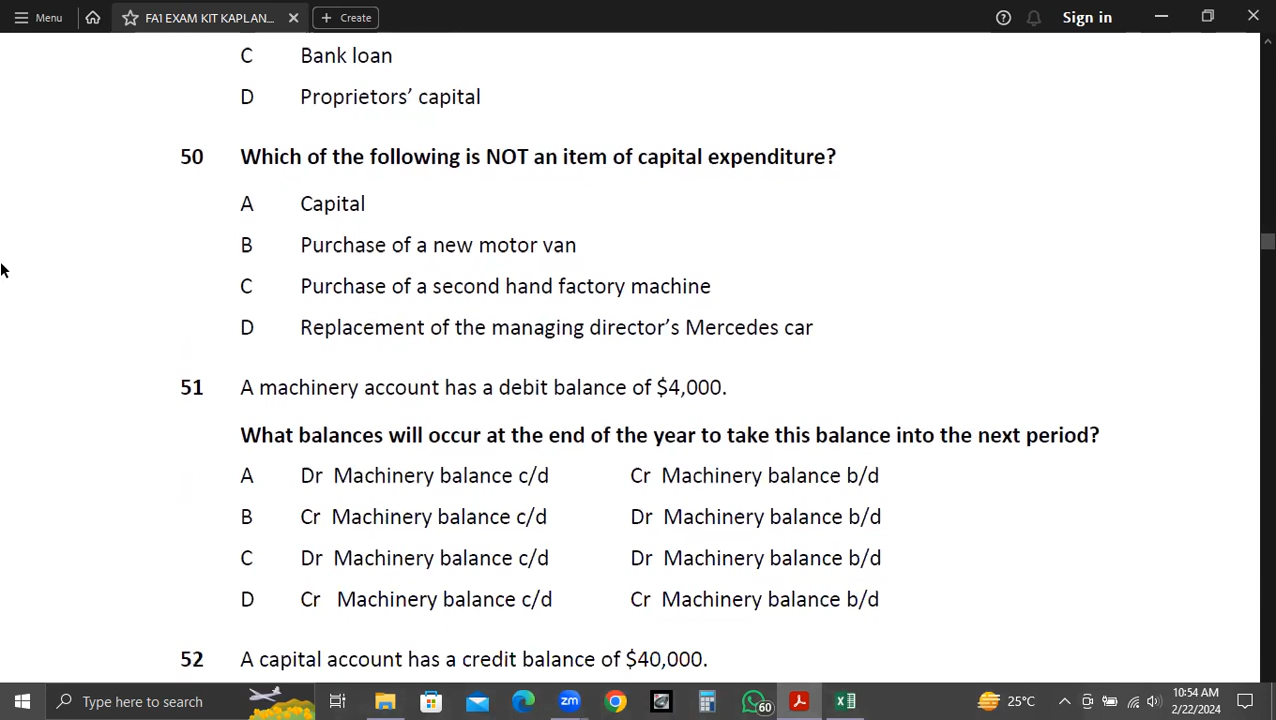 Menu
FA1 EXAM KIT KAPLAN...
Create
Sign in
C Bank loan
D Proprietors’ capital
50 Which of the following is NOT an item of capital expenditure?
A Capital
B Purchase of a new motor van
C Purchase of a second hand factory machine
D Replacement of the managing director’s Mercedes car
51 A machinery account has a debit balance of $4,000.
What balances will occur at the end of the year to take this balance into the next period?
A Dr Machinery balance c/d Cr Machinery balance b/d
B Cr Machinery balance c/d Dr Machinery balance b/d
C Dr Machinery balance c/d Dr Machinery balance b/d
D Cr Machinery balance c/d Cr Machinery balance b/d
52 A capital account has a credit balance of $40,000.
Type here to search
zm
60
25°C
10:54 AM
2/22/2024